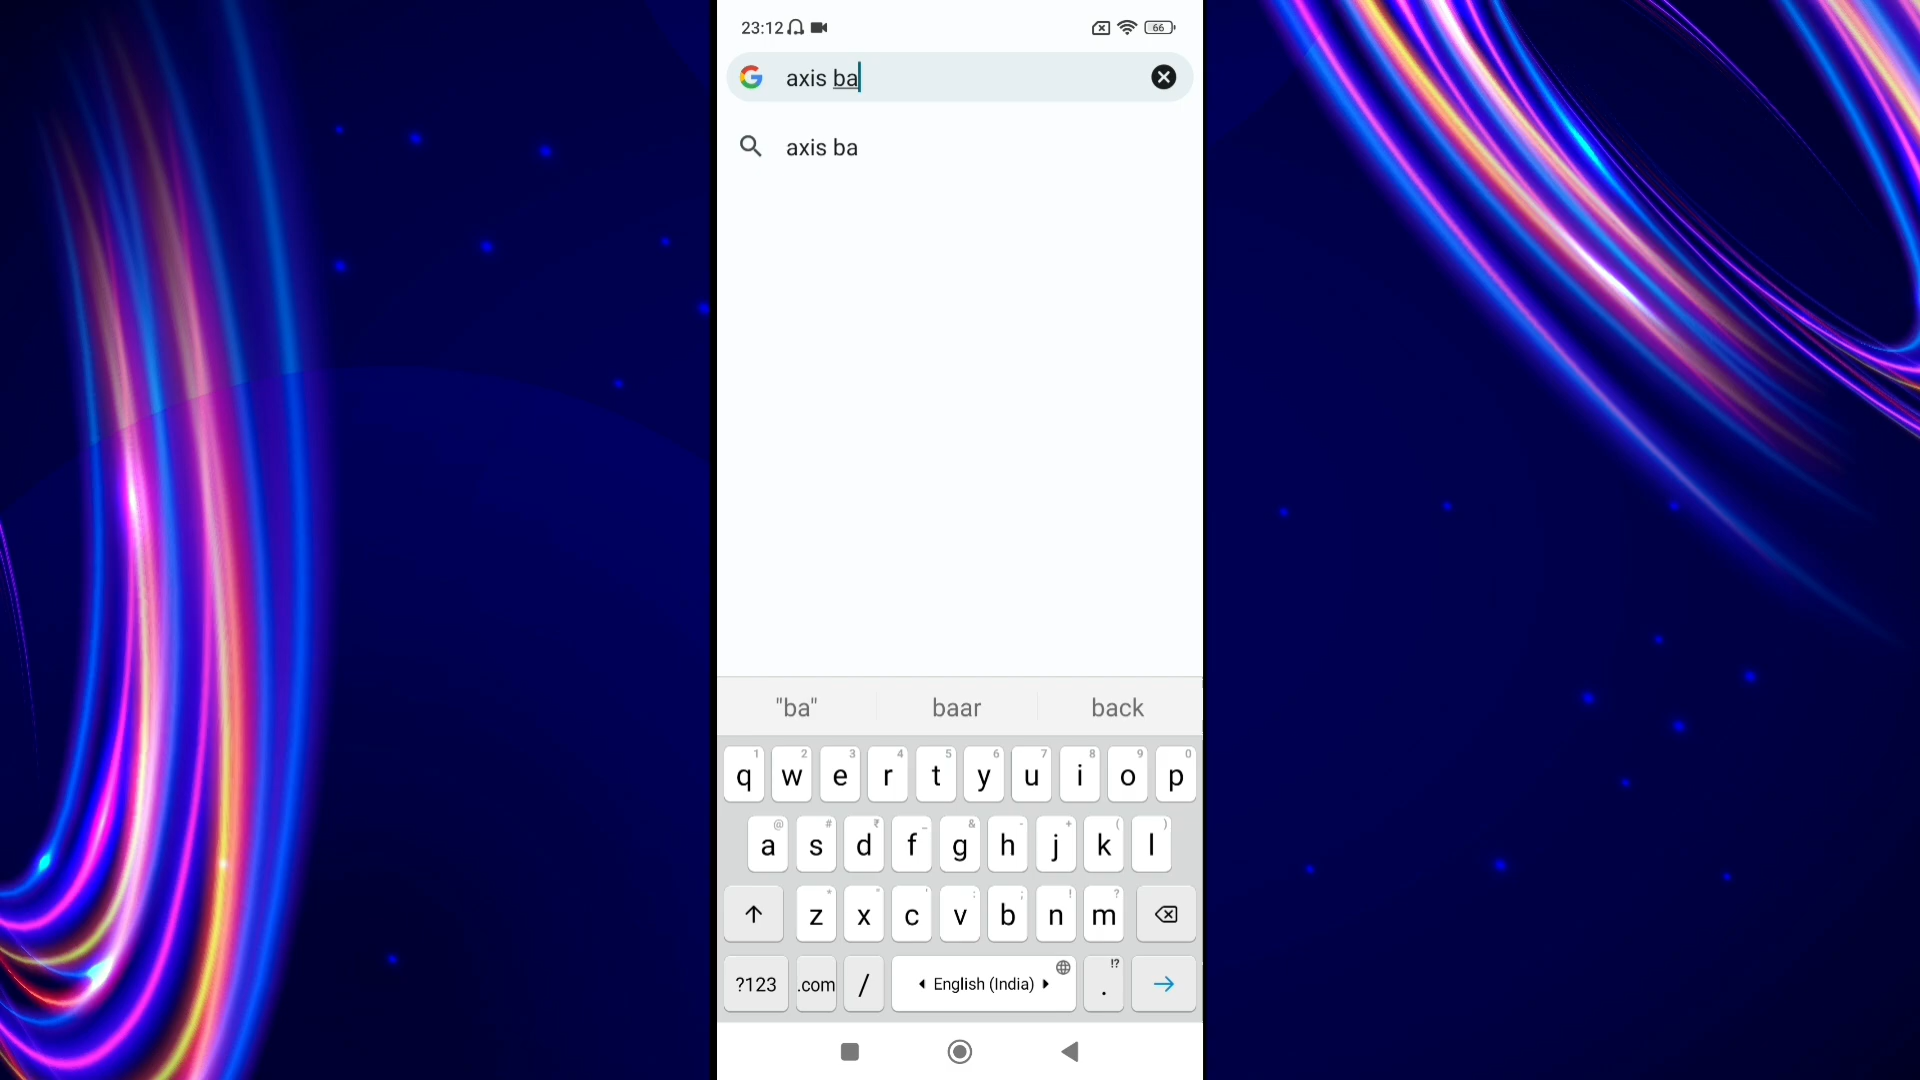 23:12 66
axis ba
axis ba
"ba" baar back
1 2 3 4 5 6 7 8 9 0
q w e r t y u i o p
@ # ₹ _ & - + ( )
a s d f g h j k l
* " ' : ; ! ?
z x c v b n m
!?
?123 .com / English (India) .